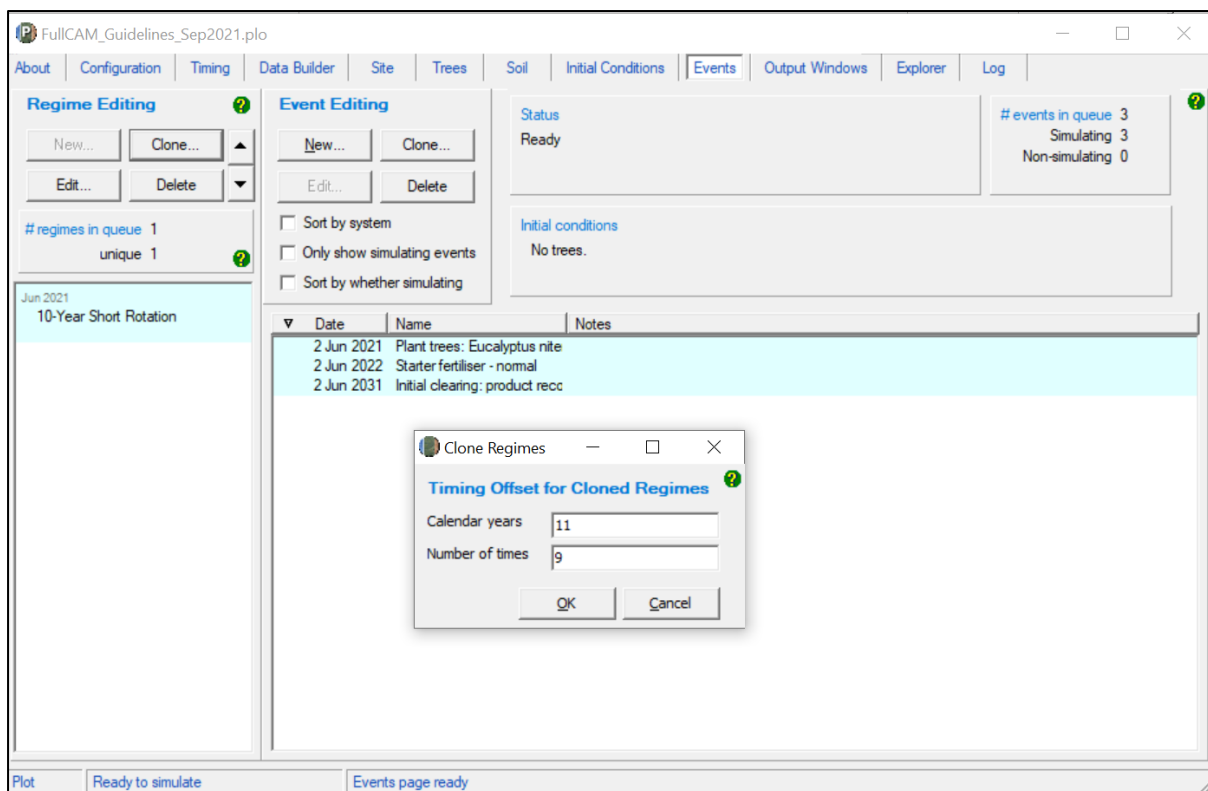 FullCAM_Guidelines_Sep2021.plo
About Configuration Timing Data Builder Site Trees Soil Initial Conditions Events Output Windows Explorer Log
Regime Editing ?
New... Clone...
Edit... Delete
# regimes in queue 1
unique 1 ?
Jun 2021
10-Year Short Rotation
Event Editing
New... Clone...
Edit... Delete
Sort by system
Only show simulating events
Sort by whether simulating
Status
Ready
# events in queue 3
Simulating 3
Non-simulating 0
?
Initial conditions
No trees.
Date Name Notes
2 Jun 2021 Plant trees: Eucalyptus nite
2 Jun 2022 Starter fertiliser - normal
2 Jun 2031 Initial clearing: product recc
Clone Regimes
Timing Offset for Cloned Regimes ?
Calendar years 11
Number of times 9
OK Cancel
Plot Ready to simulate Events page ready